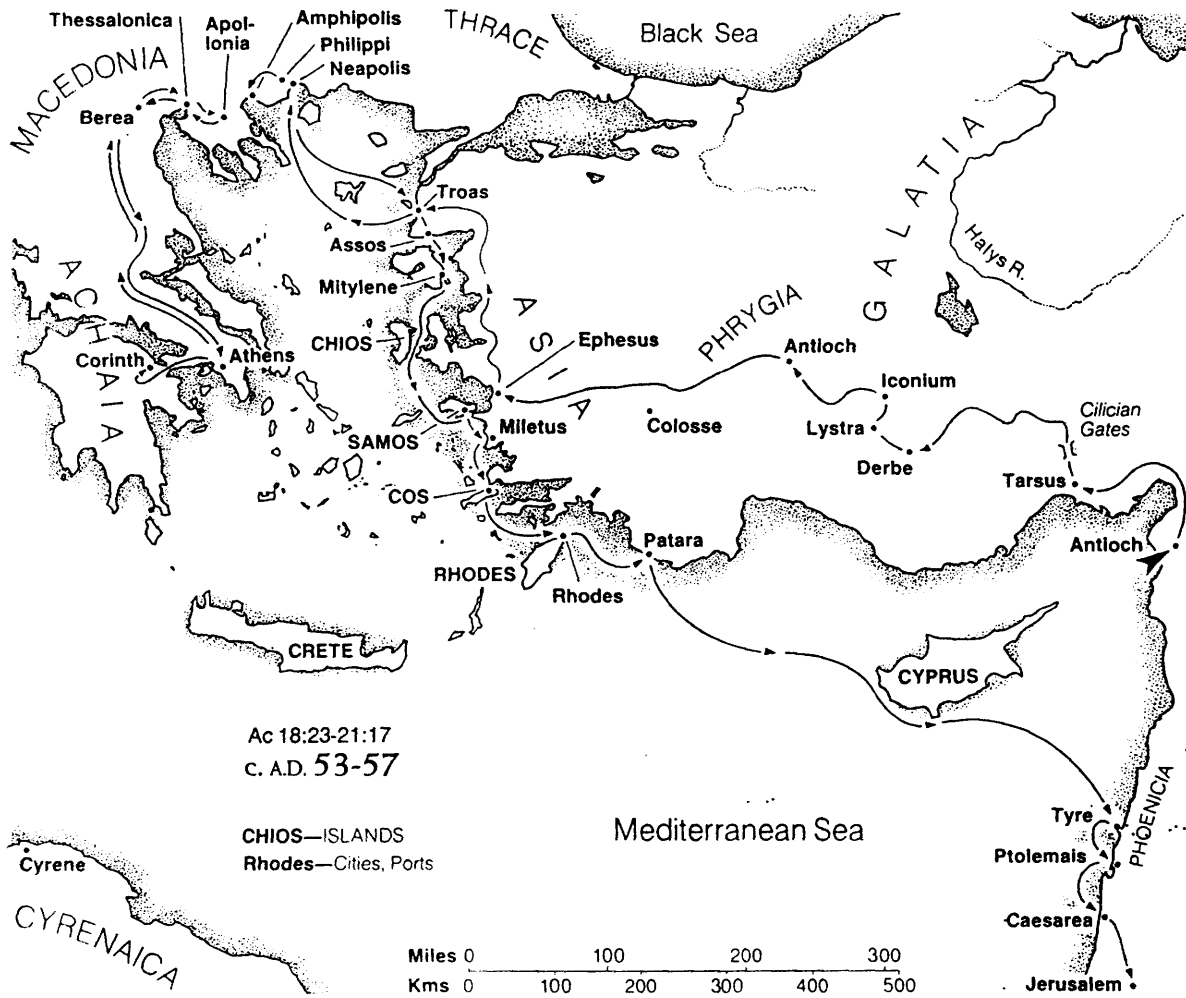 Thessalonica
Apol-
lonia
Amphipolis
Philippi
Neapolis
THRACE
Black Sea
MACEDONIA
Berea
GALATIA
Troas
Assos
Halys R.
Mitylene
ACHAIA
ASIA
PHRYGIA
CHIOS
Ephesus
Antioch
Corinth
Athens
Iconium
Cilician
Gates
Miletus
Colosse
Lystra
SAMOS
Derbe
COS
Tarsus
Patara
Antioch
RHODES
Rhodes
CRETE
CYPRUS
Ac 18:23-21:17
C. A.D. 53-57
PHOENICIA
Tyre
Mediterranean Sea
CHIOS—ISLANDS
Rhodes—Cities, Ports
Ptolemais
Cyrene
CYRENAICA
Caesarea
Miles 0 100 200 300
Kms 0 100 200 300 400 500
Jerusalem